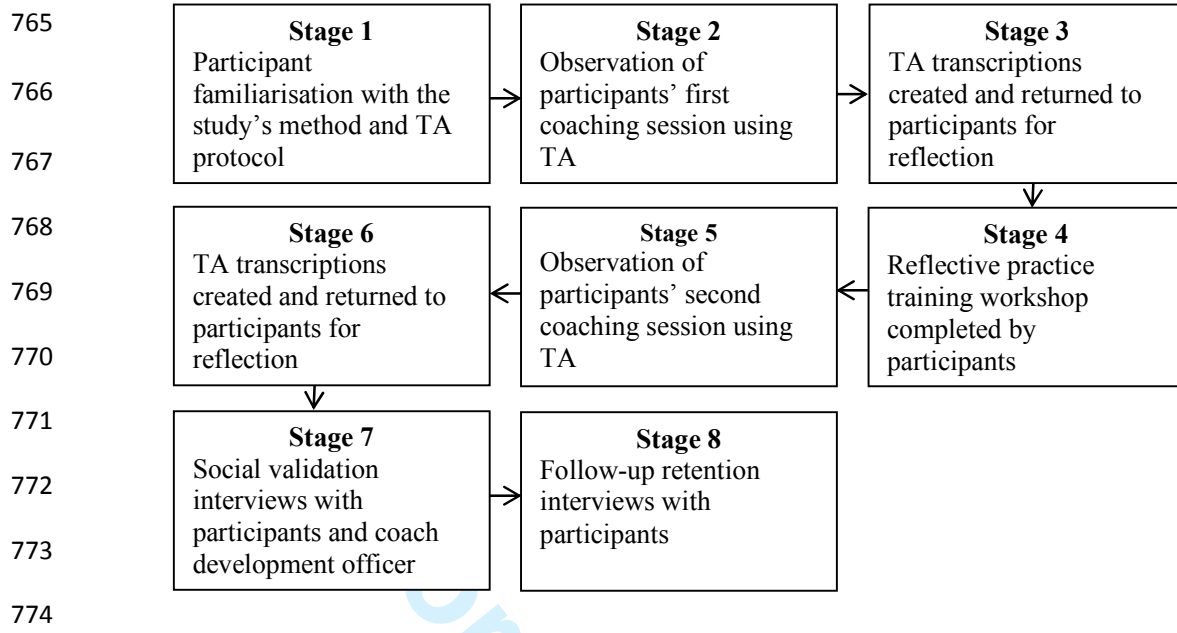 765
766
767
768
769
770
771
772
773
774
Stage 1
Participant
familiarisation with the
study's method and TA
protocol
Stage 2
Observation of
participants' first
coaching session using
TA
Stage 3
TA transcriptions
created and returned to
participants for
reflection
Stage 4
Reflective practice
training workshop
completed by
participants
Stage 5
Observation of
participants' second
coaching session using
TA
Stage 6
TA transcriptions
created and returned to
participants for
reflection
Stage 7
Social validation
interviews with
participants and coach
development officer
Stage 8
Follow-up retention
interviews with
participants